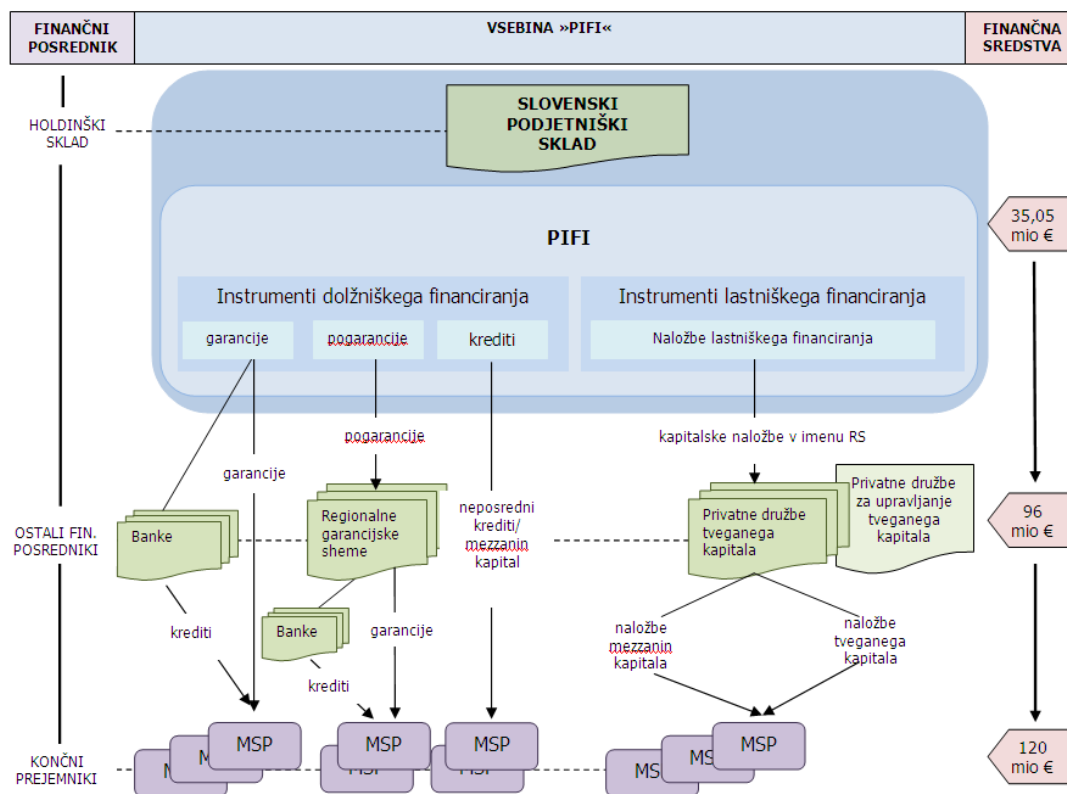 FINANČNI
POSREDNIK
VSEBINA »PIFI«
FINANČNA
SREDSTVA
HOLDINŠKI
SKLAD
SLOVENSKI
PODJETNIŠKI
SKLAD
35,05
mio €
PIFI
Instrumenti dolžniškega financiranja
Instrumenti lastniškega financiranja
garancije
pogarancije
krediti
Naložbe lastniškega financiranja
pogarancije
kapitalske naložbe v imenu RS
garancije
OSTALI FIN.
POSREDNIKI
Banke
Regionalne
garancijske
sheme
neposredni
krediti/
mezzanin
kapital
Privatne družbe
tveganega
kapitala
Privatne družbe
za upravljanje
tveganega
kapitala
96
mio €
krediti
Banke
garancije
naložbe
mezzanin
kapitala
naložbe
tveganega
kapitala
krediti
KONČNI
PREJEMNIKI
MSP
MSP
MSP
MSP
120
mio €